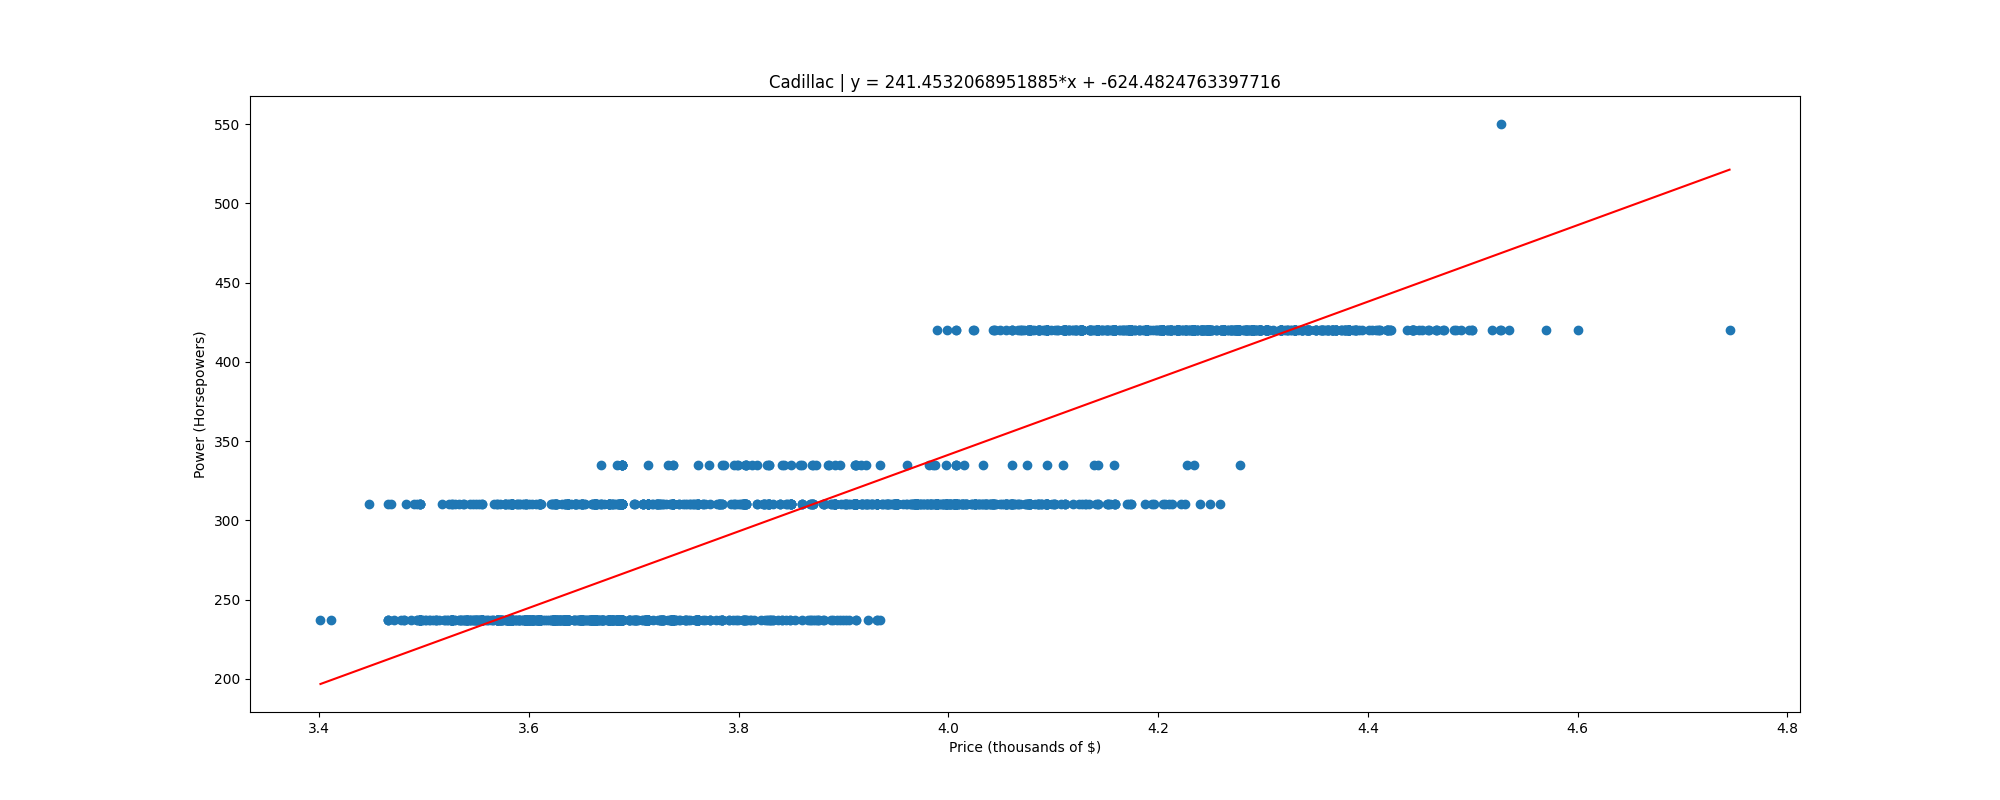 Cadillac | y = 241.4532068951885*x + -624.4824763397716
550
500
450
400
350
300
250
200
Power (Horsepowers)
3.4 3.6 3.8 4.0 4.2 4.4 4.6 4.8
Price (thousands of $)